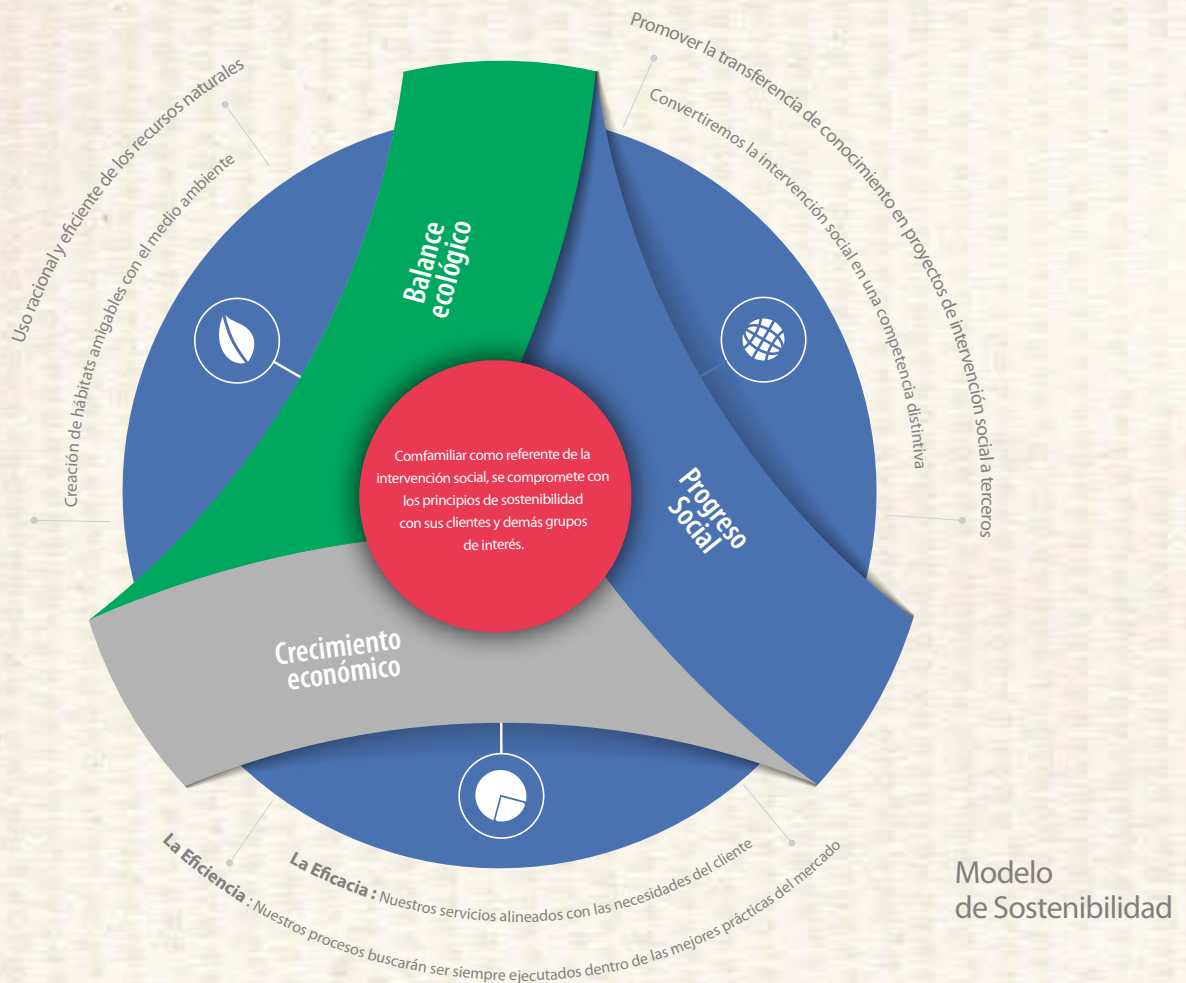 Uso racional y eficiente de los recursos naturales
Creación de hábitats amigables con el medio ambiente
Promover la transferencia de conocimiento en proyectos de intervención social a terceros
Convertiremos la intervención social en una competencia distintiva
Balance
ecológico
Progreso
Social
Comfamiliar como referente de la
intervención social, se compromete con
los principios de sostenibilidad
con sus clientes y demás grupos
de interés.
Crecimiento
económico
La Eficacia : Nuestros servicios alineados con las necesidades del cliente
La Eficiencia : Nuestros procesos buscarán ser siempre ejecutados dentro de las mejores prácticas del mercado
Modelo
de Sostenibilidad